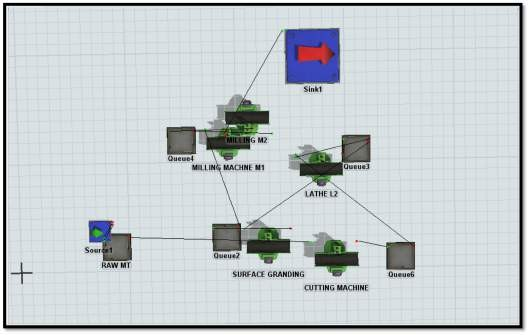 Sink1
MILLING M2
Queue4
MILLING MACHINE M1
Queue3
LATHE L2
Source1
RAW MT
Queue2
SURFACE GRANDING
Queue6
CUTTING MACHINE